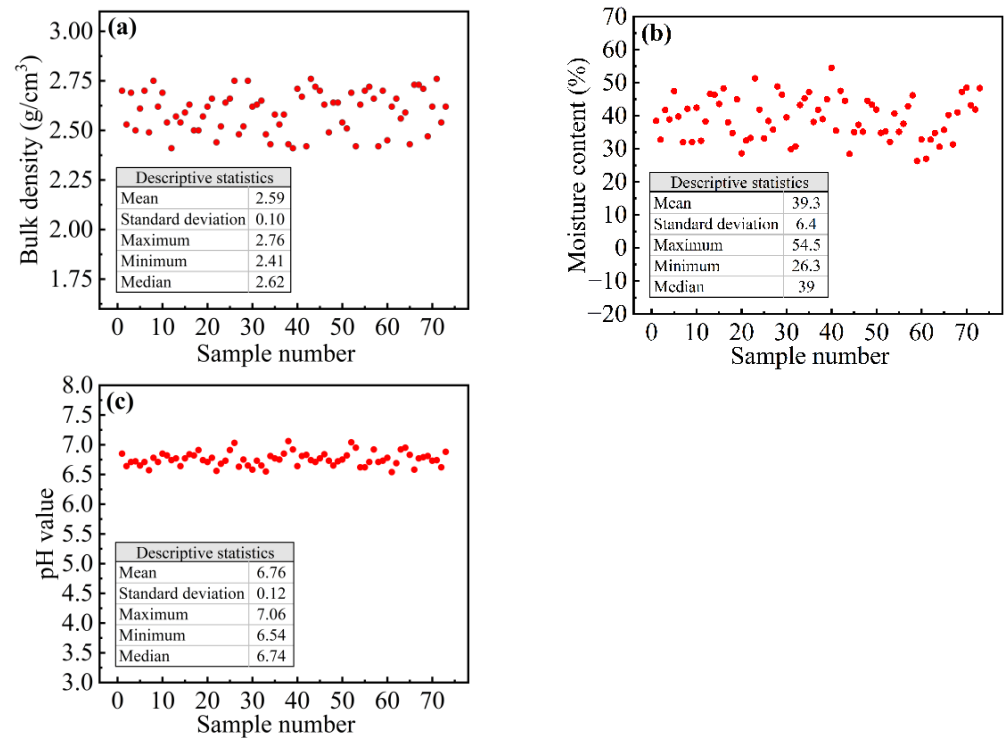 (a)
3.00
2.75
2.50
2.25
2.00
1.75
Bulk density (g/cm³)
Descriptive statistics
Mean 2.59
Standard deviation 0.10
Maximum 2.76
Minimum 2.41
Median 2.62
0 10 20 30 40 50 60 70
Sample number
(b)
70
60
50
40
30
20
10
0
−10
−20
Moisture content (%)
Descriptive statistics
Mean 39.3
Standard deviation 6.4
Maximum 54.5
Minimum 26.3
Median 39
0 10 20 30 40 50 60 70
Sample number
(c)
8.0
7.5
7.0
6.5
6.0
5.5
5.0
4.5
4.0
3.5
3.0
pH value
Descriptive statistics
Mean 6.76
Standard deviation 0.12
Maximum 7.06
Minimum 6.54
Median 6.74
0 10 20 30 40 50 60 70
Sample number